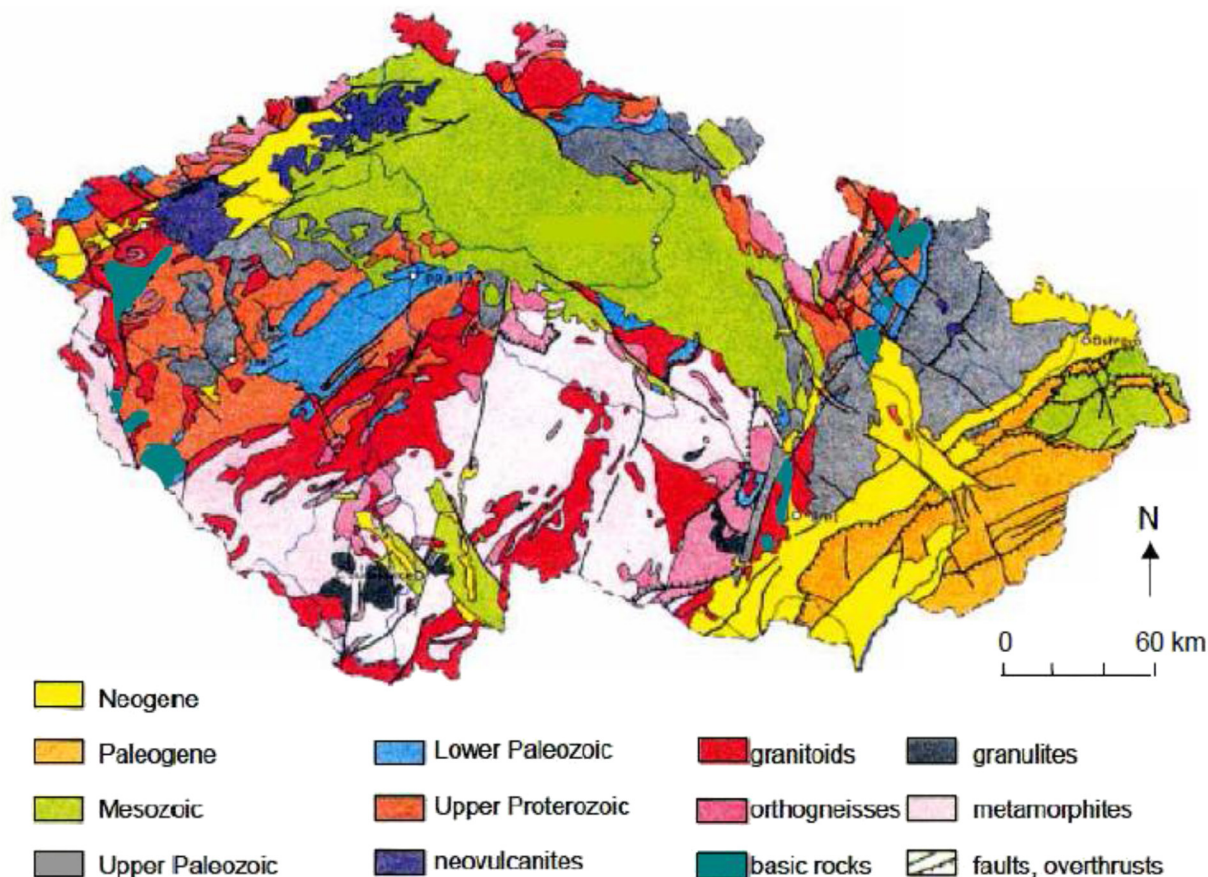 N
0 60 km
Neogene
Paleogene
Mesozoic
Upper Paleozoic
Lower Paleozoic
Upper Proterozoic
neovulcanites
granitoids
orthogneisses
basic rocks
granulites
metamorphites
faults, overthrusts